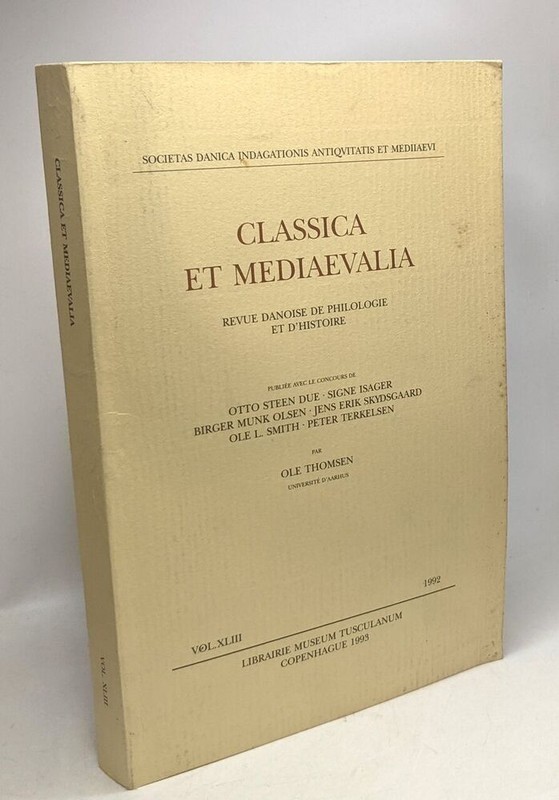 SOCIETAS DANICA INDAGATIONIS ANTIQVITATIS ET MEDIIAEVI
CLASSICA
ET MEDIAEVALIA
REVUE DANOISE DE PHILOLOGIE
ET D'HISTOIRE
PUBLIÉE AVEC LE CONCOURS DE
OTTO STEEN DUE · SIGNE ISAGER
BIRGER MUNK OLSEN · JENS ERIK SKYDSGAARD
OLE L. SMITH · PETER TERKELSEN
PAR
OLE THOMSEN
UNIVERSITÉ D'AARHUS
VOL.XLIII
1992
LIBRAIRIE MUSEUM TUSCULANUM
COPENHAGUE 1993
CLASSICA ET MEDIAEVALIA
VOL. XLIII